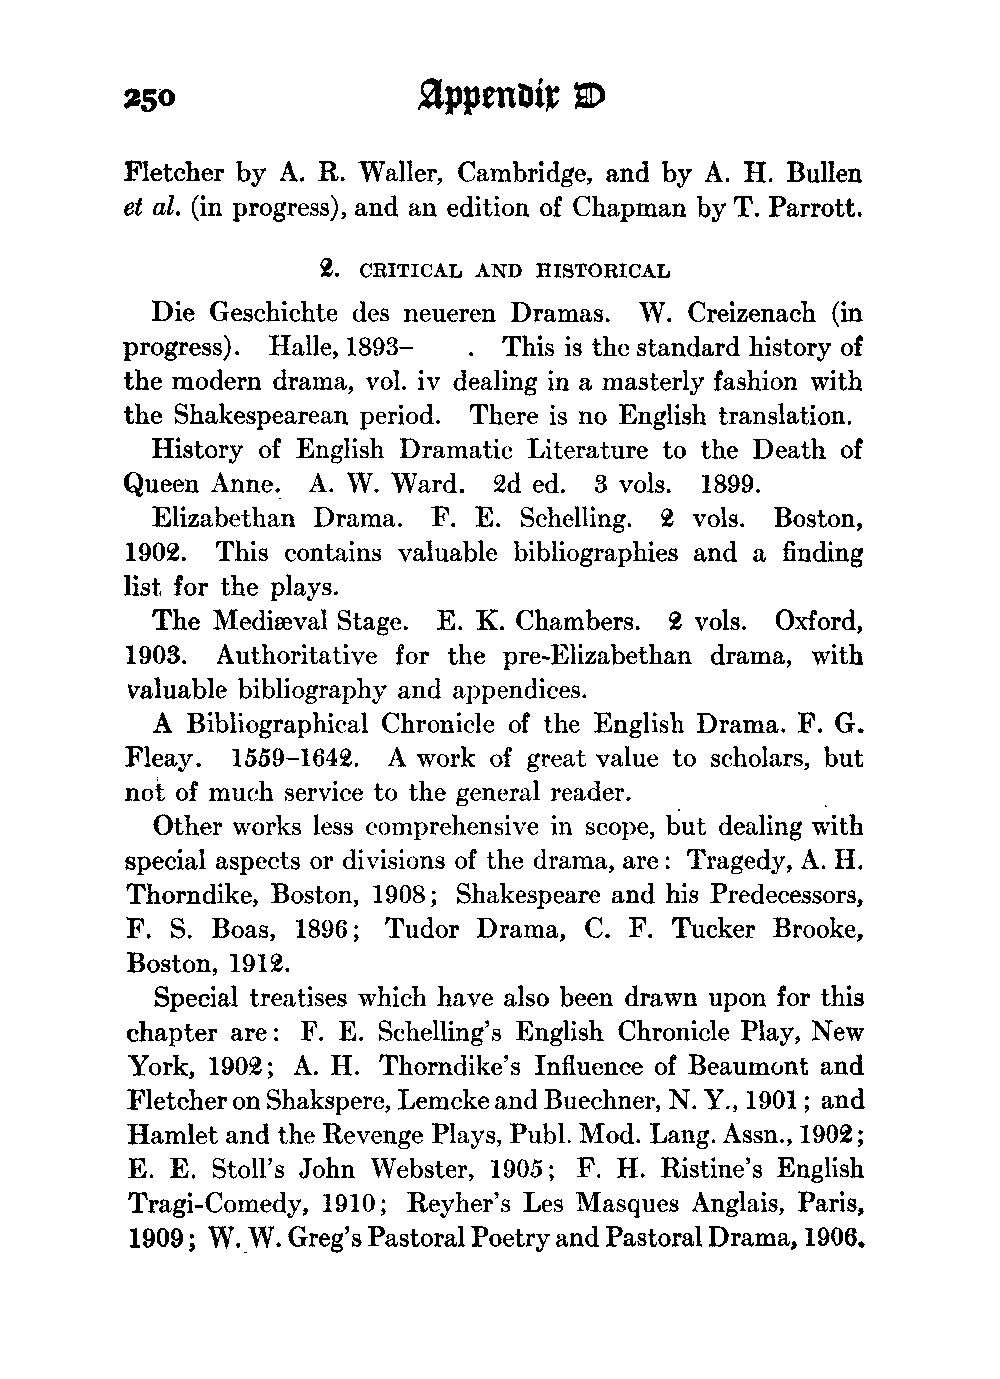 250 Appendix D
Fletcher by A. R. Waller, Cambridge, and by A. H. Bullen
et al. (in progress), and an edition of Chapman by T. Parrott.
2. CRITICAL AND HISTORICAL
Die Geschichte des neueren Dramas. W. Creizenach (in
progress). Halle, 1893– . This is the standard history of
the modern drama, vol. iv dealing in a masterly fashion with
the Shakespearean period. There is no English translation.
History of English Dramatic Literature to the Death of
Queen Anne. A. W. Ward. 2d ed. 3 vols. 1899.
Elizabethan Drama. F. E. Schelling. 2 vols. Boston,
1902. This contains valuable bibliographies and a finding
list for the plays.
The Mediæval Stage. E. K. Chambers. 2 vols. Oxford,
1903. Authoritative for the pre-Elizabethan drama, with
valuable bibliography and appendices.
A Bibliographical Chronicle of the English Drama. F. G.
Fleay. 1559–1642. A work of great value to scholars, but
not of much service to the general reader.
Other works less comprehensive in scope, but dealing with
special aspects or divisions of the drama, are: Tragedy, A. H.
Thorndike, Boston, 1908; Shakespeare and his Predecessors,
F. S. Boas, 1896; Tudor Drama, C. F. Tucker Brooke,
Boston, 1912.
Special treatises which have also been drawn upon for this
chapter are: F. E. Schelling's English Chronicle Play, New
York, 1902; A. H. Thorndike's Influence of Beaumont and
Fletcher on Shakspere, Lemcke and Buechner, N. Y., 1901; and
Hamlet and the Revenge Plays, Publ. Mod. Lang. Assn., 1902;
E. E. Stoll's John Webster, 1905; F. H. Ristine's English
Tragi-Comedy, 1910; Reyher's Les Masques Anglais, Paris,
1909; W. W. Greg's Pastoral Poetry and Pastoral Drama, 1906.